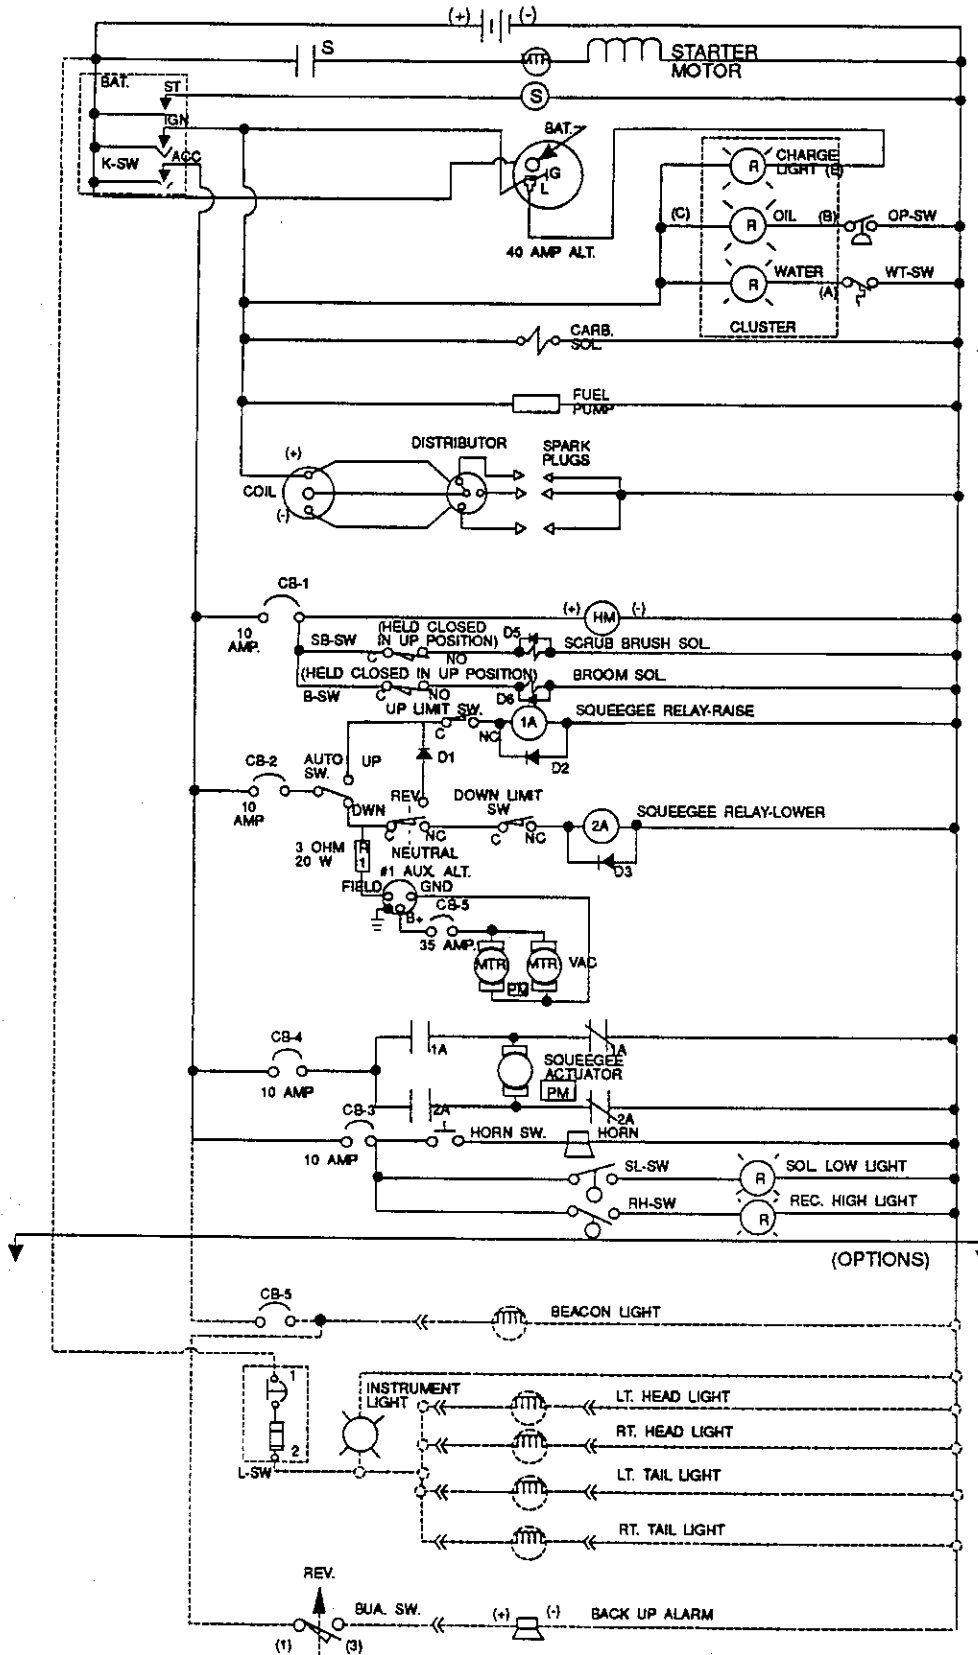 (+) (-)
S MTR STARTER
MOTOR
BAT. ST
S
IGN
BAT.
K-SW ACC
G
L
40 AMP ALT.
R CHARGE
LIGHT (E)
(C) R OIL (B) OP-SW
R WATER (A) WT-SW
CLUSTER
CARB.
SOL.
FUEL
PUMP
DISTRIBUTOR SPARK
PLUGS
(+)
COIL
(-)
CB-1
10
AMP.
(+) HM (-)
SB-SW (HELD CLOSED
IN UP POSITION) D5 SCRUB BRUSH SOL.
C NO
(HELD CLOSED IN UP POSITION) BROOM SOL.
B-SW C NO D6
UP LIMIT SW. 1A SQUEEGEE RELAY-RAISE
C NC
D1 D2
CB-2 AUTO
SW. UP
10
AMP
DWN REV. DOWN LIMIT
SW 2A SQUEEGEE RELAY-LOWER
C NC C NC
D3
3 OHM
20 W R
1 NEUTRAL
#1 AUX. ALT.
FIELD GND
B+ CB-5
35 AMP.
MTR MTR VAC
PM
CB-4
10 AMP
1A 1A
SQUEEGEE
ACTUATOR
PM
2A 2A
CB-3
10 AMP
HORN SW. HORN
SL-SW R SOL. LOW LIGHT
RH-SW R REC. HIGH LIGHT
(OPTIONS)
CB-5
BEACON LIGHT
1
2
L-SW
INSTRUMENT
LIGHT
LT. HEAD LIGHT
RT. HEAD LIGHT
LT. TAIL LIGHT
RT. TAIL LIGHT
REV.
BUA. SW. (+) (-) BACK UP ALARM
(1) (3)